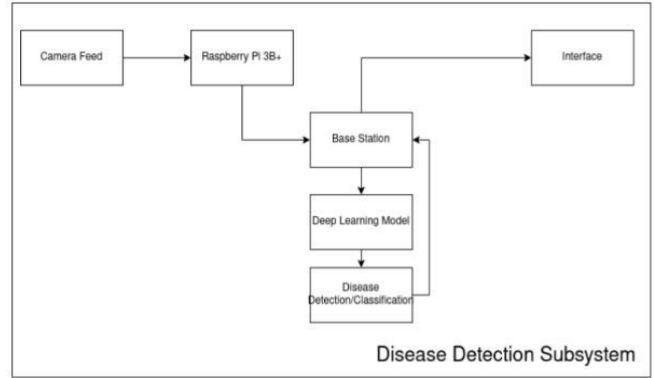 Camera Feed
Raspberry Pi 3B+
Interface
Base Station
Deep Learning Model
Disease
Detection/Classification
Disease Detection Subsystem